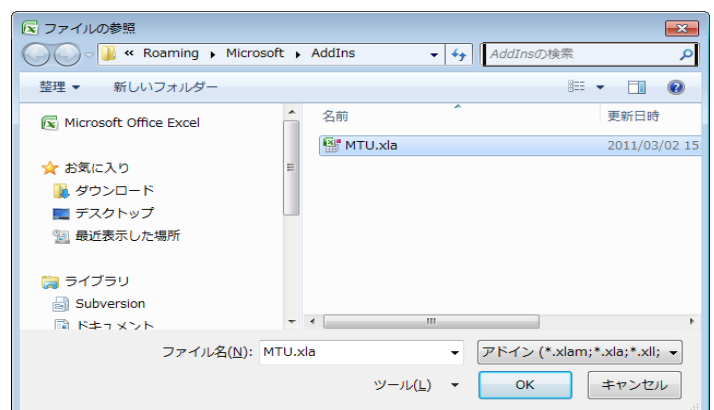 ファイルの参照
« Roaming Microsoft AddIns AddInsの検索
整理 新しいフォルダー
Microsoft Office Excel
お気に入り
ダウンロード
デスクトップ
最近表示した場所
ライブラリ
Subversion
ドキュメント
名前 更新日時
MTU.xla 2011/03/02 15
ファイル名(N): MTU.xla アドイン (*.xlam;*.xla;*.xll;
ツール(L) OK キャンセル